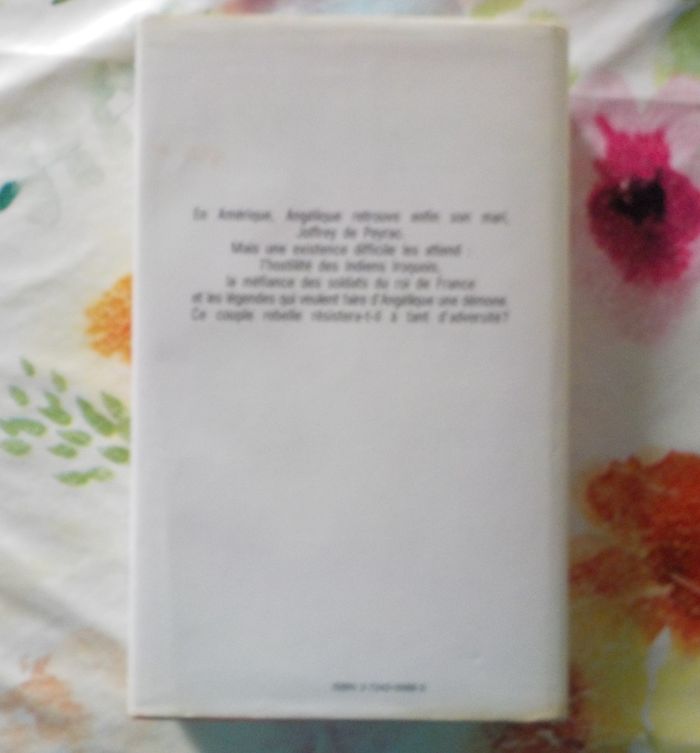 En Amérique, Angélique retrouve enfin son mari,
Joffrey de Peyrac.
Mais une existence difficile les attend :
l'hostilité des Indiens Iroquois,
la méfiance des soldats du roi de France
et les légendes qui veulent faire d'Angélique une démone.
Ce couple rebelle résistera-t-il à tant d'adversité?
ISBN